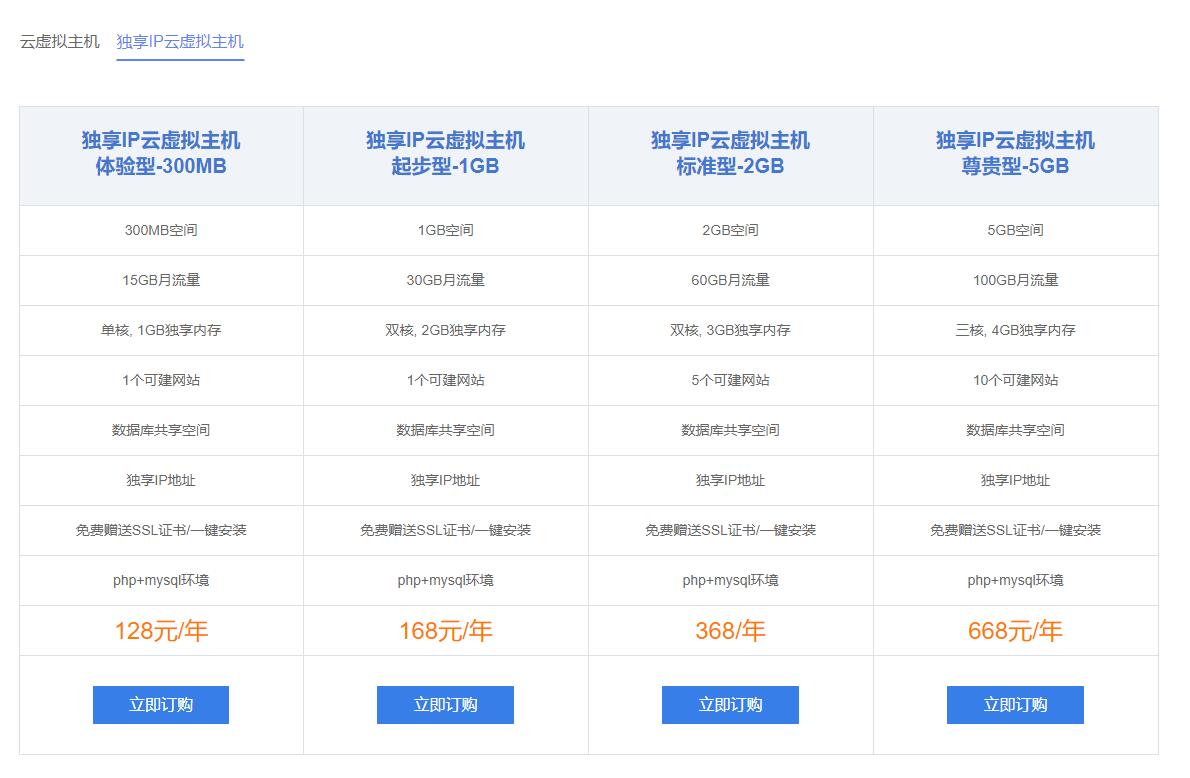 云虚拟主机 独享IP云虚拟主机
独享IP云虚拟主机 独享IP云虚拟主机 独享IP云虚拟主机 独享IP云虚拟主机
体验型-300MB 起步型-1GB 标准型-2GB 尊贵型-5GB
300MB空间 1GB空间 2GB空间 5GB空间
15GB月流量 30GB月流量 60GB月流量 100GB月流量
单核, 1GB独享内存 双核, 2GB独享内存 双核, 3GB独享内存 三核, 4GB独享内存
1个可建网站 1个可建网站 5个可建网站 10个可建网站
数据库共享空间 数据库共享空间 数据库共享空间 数据库共享空间
独享IP地址 独享IP地址 独享IP地址 独享IP地址
免费赠送SSL证书/一键安装 免费赠送SSL证书/一键安装 免费赠送SSL证书/一键安装 免费赠送SSL证书/一键安装
php+mysql环境 php+mysql环境 php+mysql环境 php+mysql环境
128元/年 168元/年 368/年 668元/年
立即订购 立即订购 立即订购 立即订购